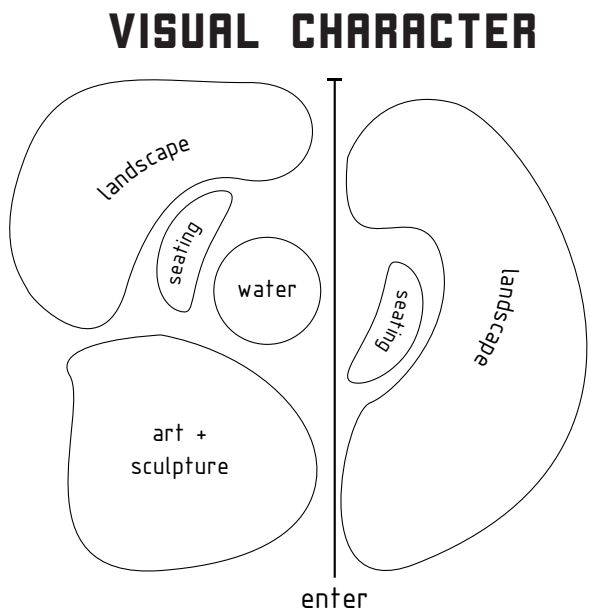 VISUAL CHARACTER
landscape
seating
water
seating
landscape
art +
sculpture
enter